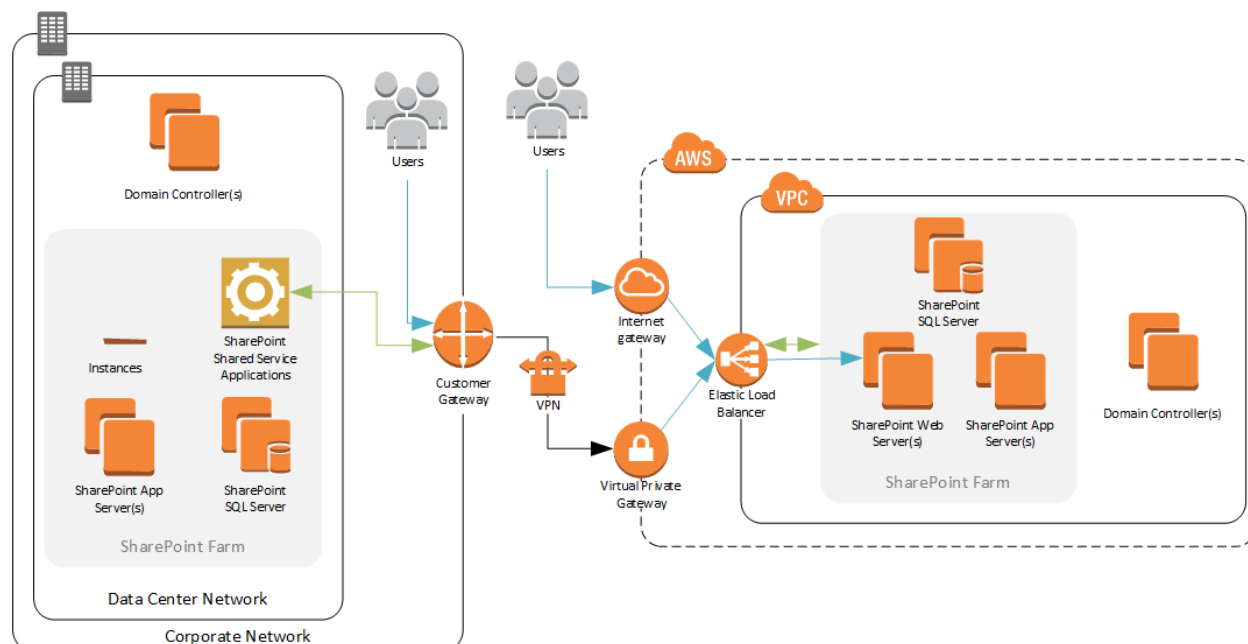 Users
Users
Domain Controller(s)
AWS
VPC
SharePoint
SQL Server
Internet
gateway
SharePoint
Shared Service
Applications
Instances
Customer
Gateway
VPN
Elastic Load
Balancer
SharePoint Web
Server(s)
SharePoint App
Server(s)
Domain Controller(s)
SharePoint Farm
Virtual Private
Gateway
SharePoint App
Server(s)
SharePoint
SQL Server
SharePoint Farm
Data Center Network
Corporate Network